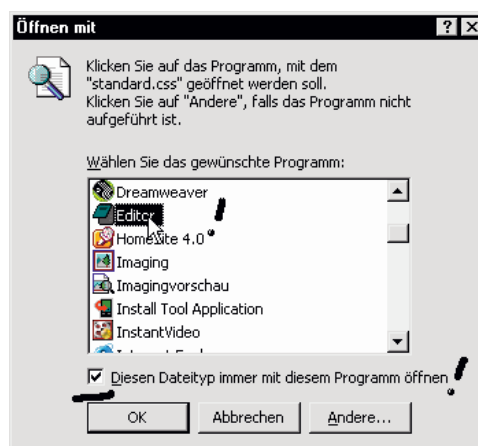 Öffnen mit
Klicken Sie auf das Programm, mit dem
"standard.css" geöffnet werden soll.
Klicken Sie auf "Andere", falls das Programm nicht
aufgeführt ist.
Wählen Sie das gewünschte Programm:
Dreamweaver
Editor !
HomeSite 4.0
Imaging
Imagingvorschau
Install Tool Application
InstantVideo
Diesen Dateityp immer mit diesem Programm öffnen !
OK Abbrechen Andere...